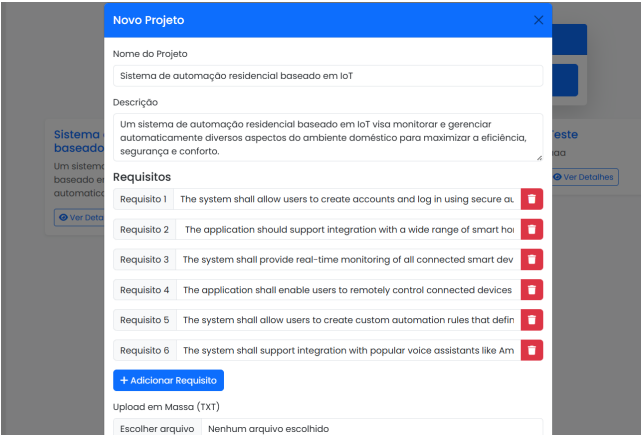 Novo Projeto
Nome do Projeto
Sistema de automação residencial baseado em IoT
Descrição
Um sistema de automação residencial baseado em IoT visa monitorar e gerenciar
automaticamente diversos aspectos do ambiente doméstico para maximizar a eficiência,
segurança e conforto.
Requisitos
Requisito 1 The system shall allow users to create accounts and log in using secure
Requisito 2 The application should support integration with a wide range of smart
Requisito 3 The system shall provide real-time monitoring of all connected smart dev
Requisito 4 The application shall enable users to remotely control connected devices
Requisito 5 The system shall allow users to create custom automation rules that defin
Requisito 6 The system shall support integration with popular voice assistants like Am
+ Adicionar Requisito
Upload em Massa (TXT)
Escolher arquivo Nenhum arquivo escolhido
Sistema
baseado
Um sistema
baseado e
automatic
Ver Deta
este
aa
Ver Detalhes